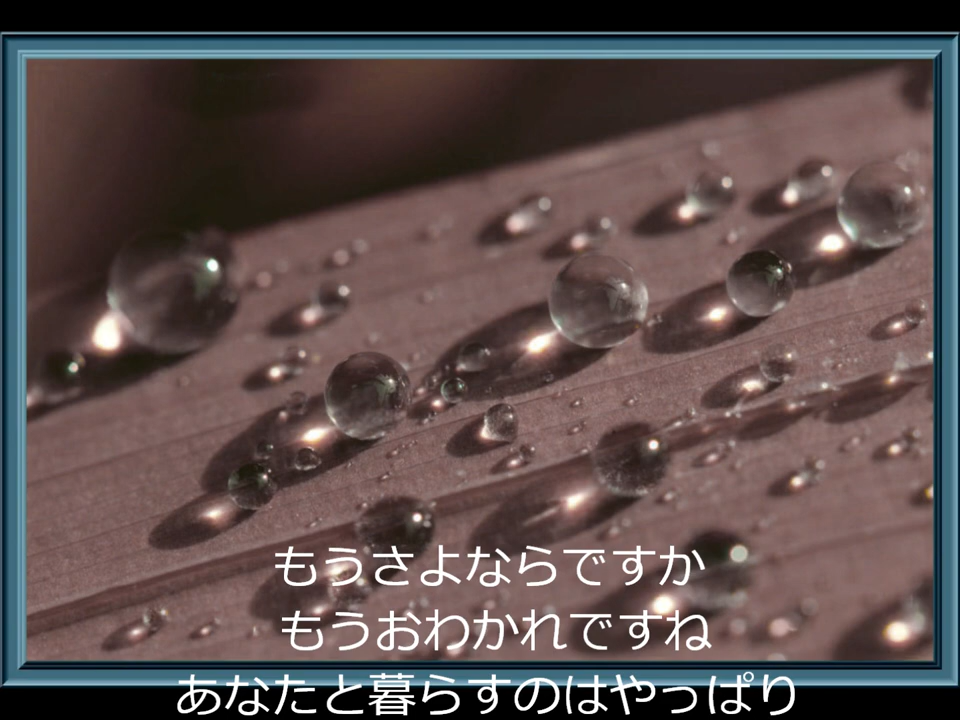 もうさよならですか
もうおわかれですね
あなたと暮らすのはやっぱり